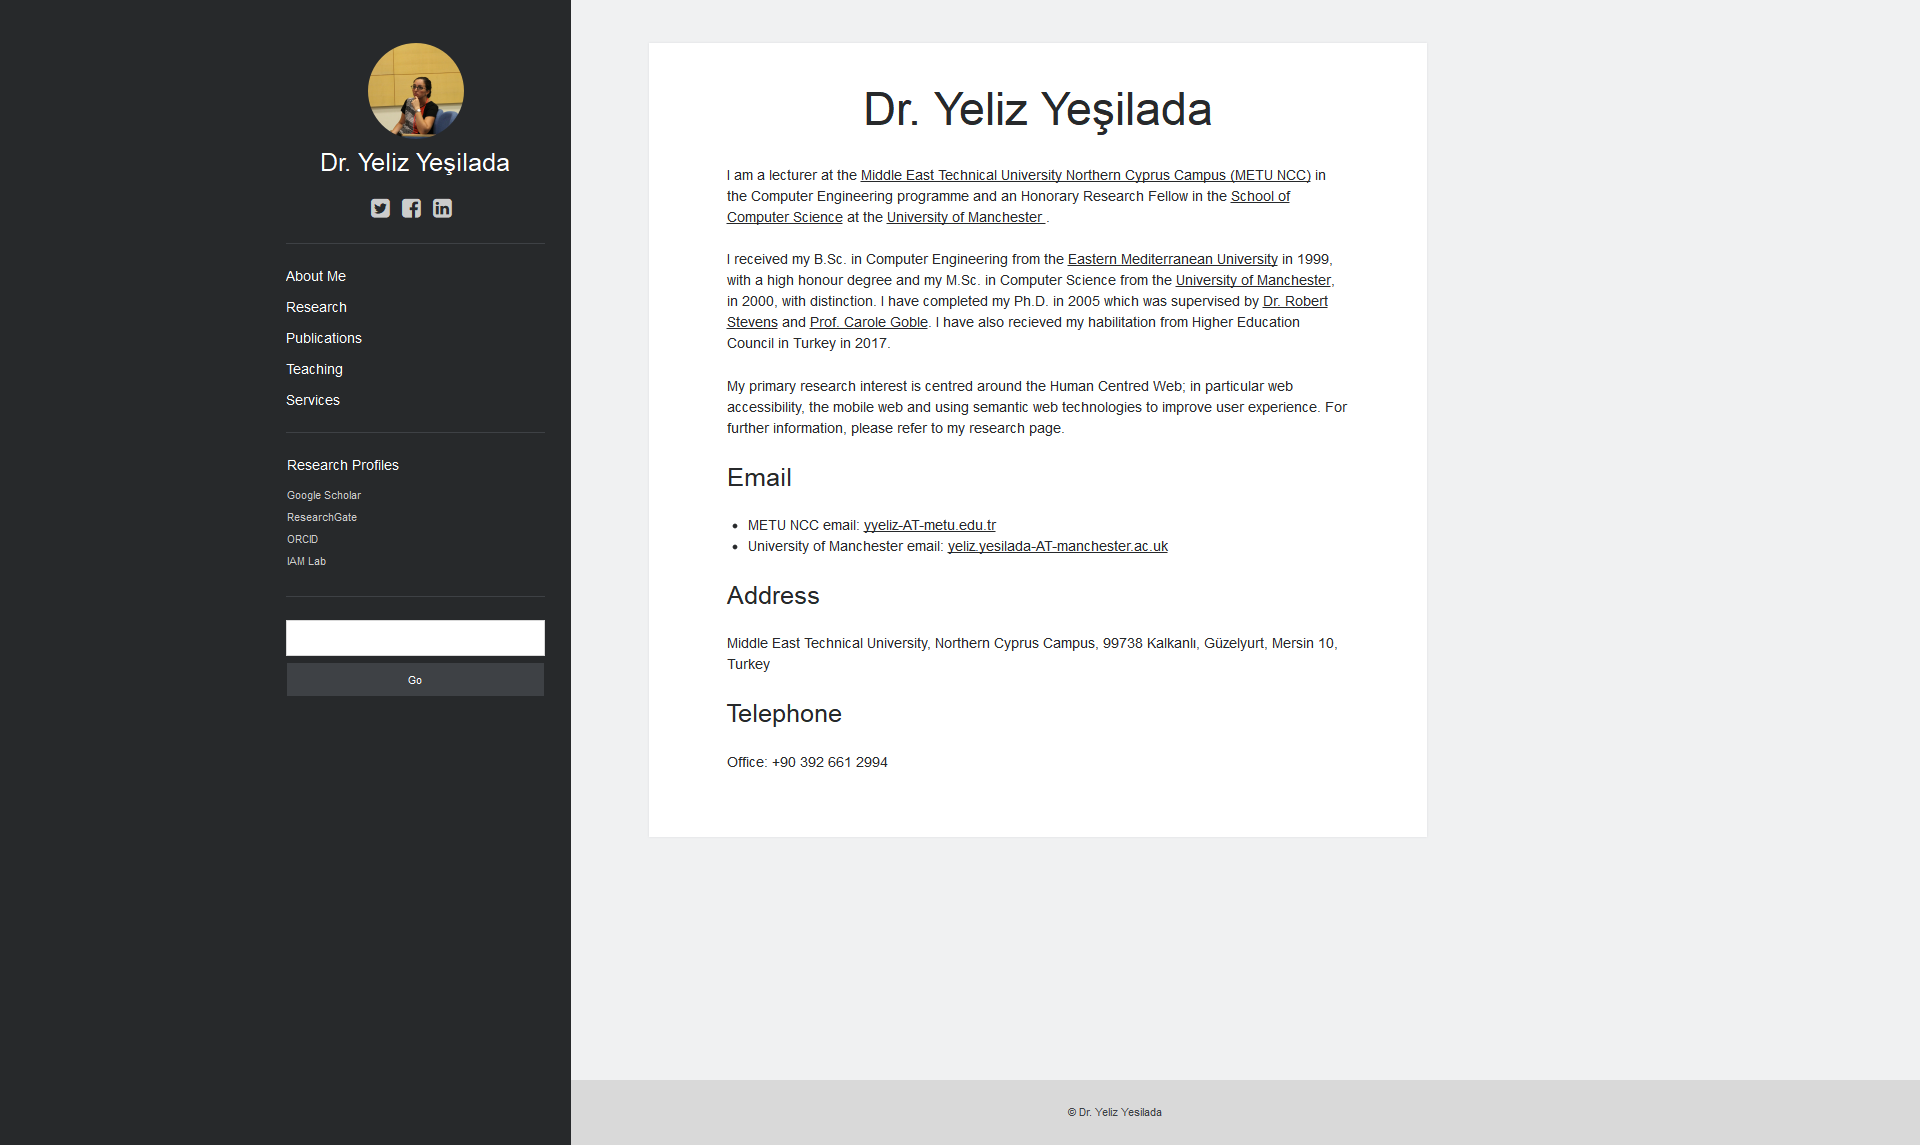 Dr. Yeliz Yeşilada
About Me
Research
Publications
Teaching
Services
Research Profiles
Google Scholar
ResearchGate
ORCID
IAM Lab
Go
Dr. Yeliz Yeşilada
I am a lecturer at the Middle East Technical University Northern Cyprus Campus (METU NCC) in
the Computer Engineering programme and an Honorary Research Fellow in the School of
Computer Science at the University of Manchester .
I received my B.Sc. in Computer Engineering from the Eastern Mediterranean University in 1999,
with a high honour degree and my M.Sc. in Computer Science from the University of Manchester,
in 2000, with distinction. I have completed my Ph.D. in 2005 which was supervised by Dr. Robert
Stevens and Prof. Carole Goble. I have also recieved my habilitation from Higher Education
Council in Turkey in 2017.
My primary research interest is centred around the Human Centred Web; in particular web
accessibility, the mobile web and using semantic web technologies to improve user experience. For
further information, please refer to my research page.
Email
• METU NCC email: yyeliz-AT-metu.edu.tr
• University of Manchester email: yeliz.yesilada-AT-manchester.ac.uk
Address
Middle East Technical University, Northern Cyprus Campus, 99738 Kalkanlı, Güzelyurt, Mersin 10,
Turkey
Telephone
Office: +90 392 661 2994
© Dr. Yeliz Yesilada